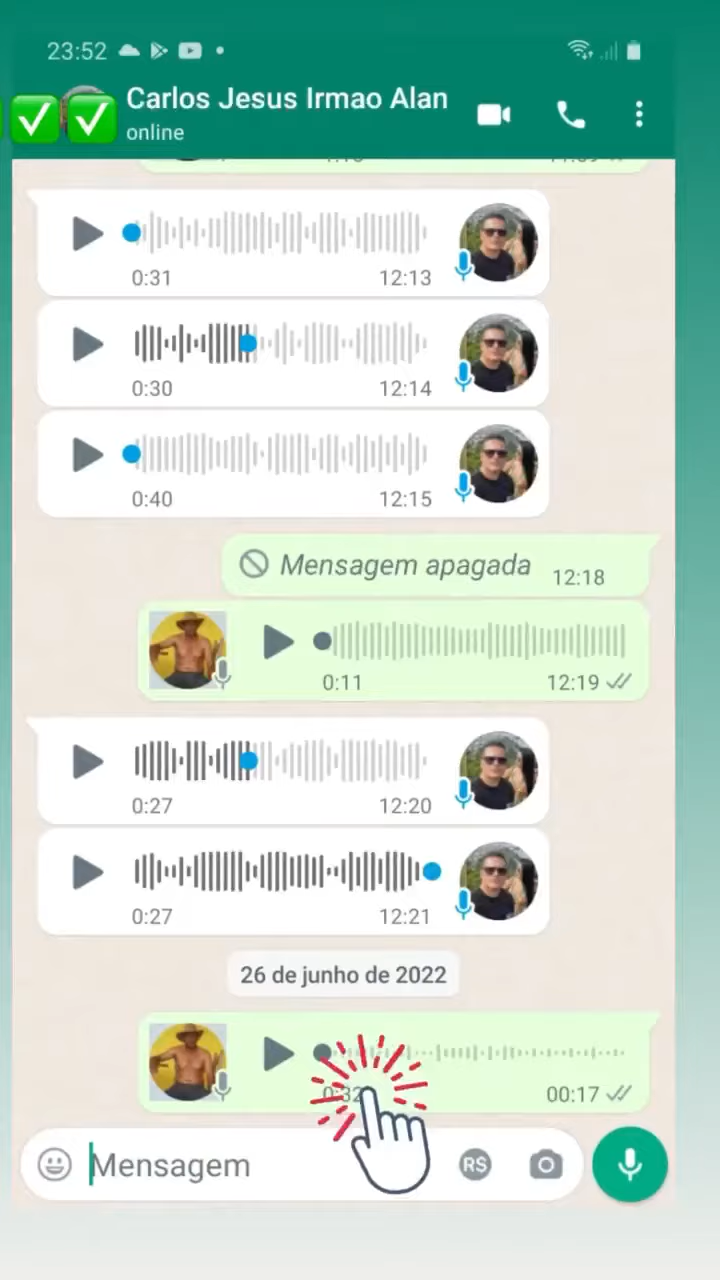 23:52
Carlos Jesus Irmao Alan
online
0:31 12:13
0:30 12:14
0:40 12:15
Mensagem apagada 12:18
0:11 12:19
0:27 12:20
0:27 12:21
26 de junho de 2022
0:32 00:17
Mensagem R$